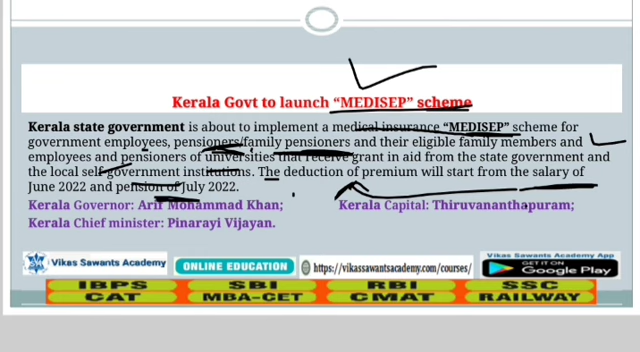 Kerala Govt to launch “MEDISEP” scheme
Kerala state government is about to implement a medical insurance “MEDISEP” scheme for
government employees, pensioners/family pensioners and their eligible family members and
employees and pensioners of universities that receive grant in aid from the state government and
the local self-government institutions. The deduction of premium will start from the salary of
June 2022 and pension of July 2022.
Kerala Governor: Arif Mohammad Khan; Kerala Capital: Thiruvananthapuram;
Kerala Chief minister: Pinarayi Vijayan.
Vikas Sawants Academy ONLINE EDUCATION https://vikassawantsacademy.com/courses/ Vikas Sawants Academy App
GET IT ON
Google Play
IBPS SBI RBI SSC
CAT MBA-CET CMAT RAILWAY